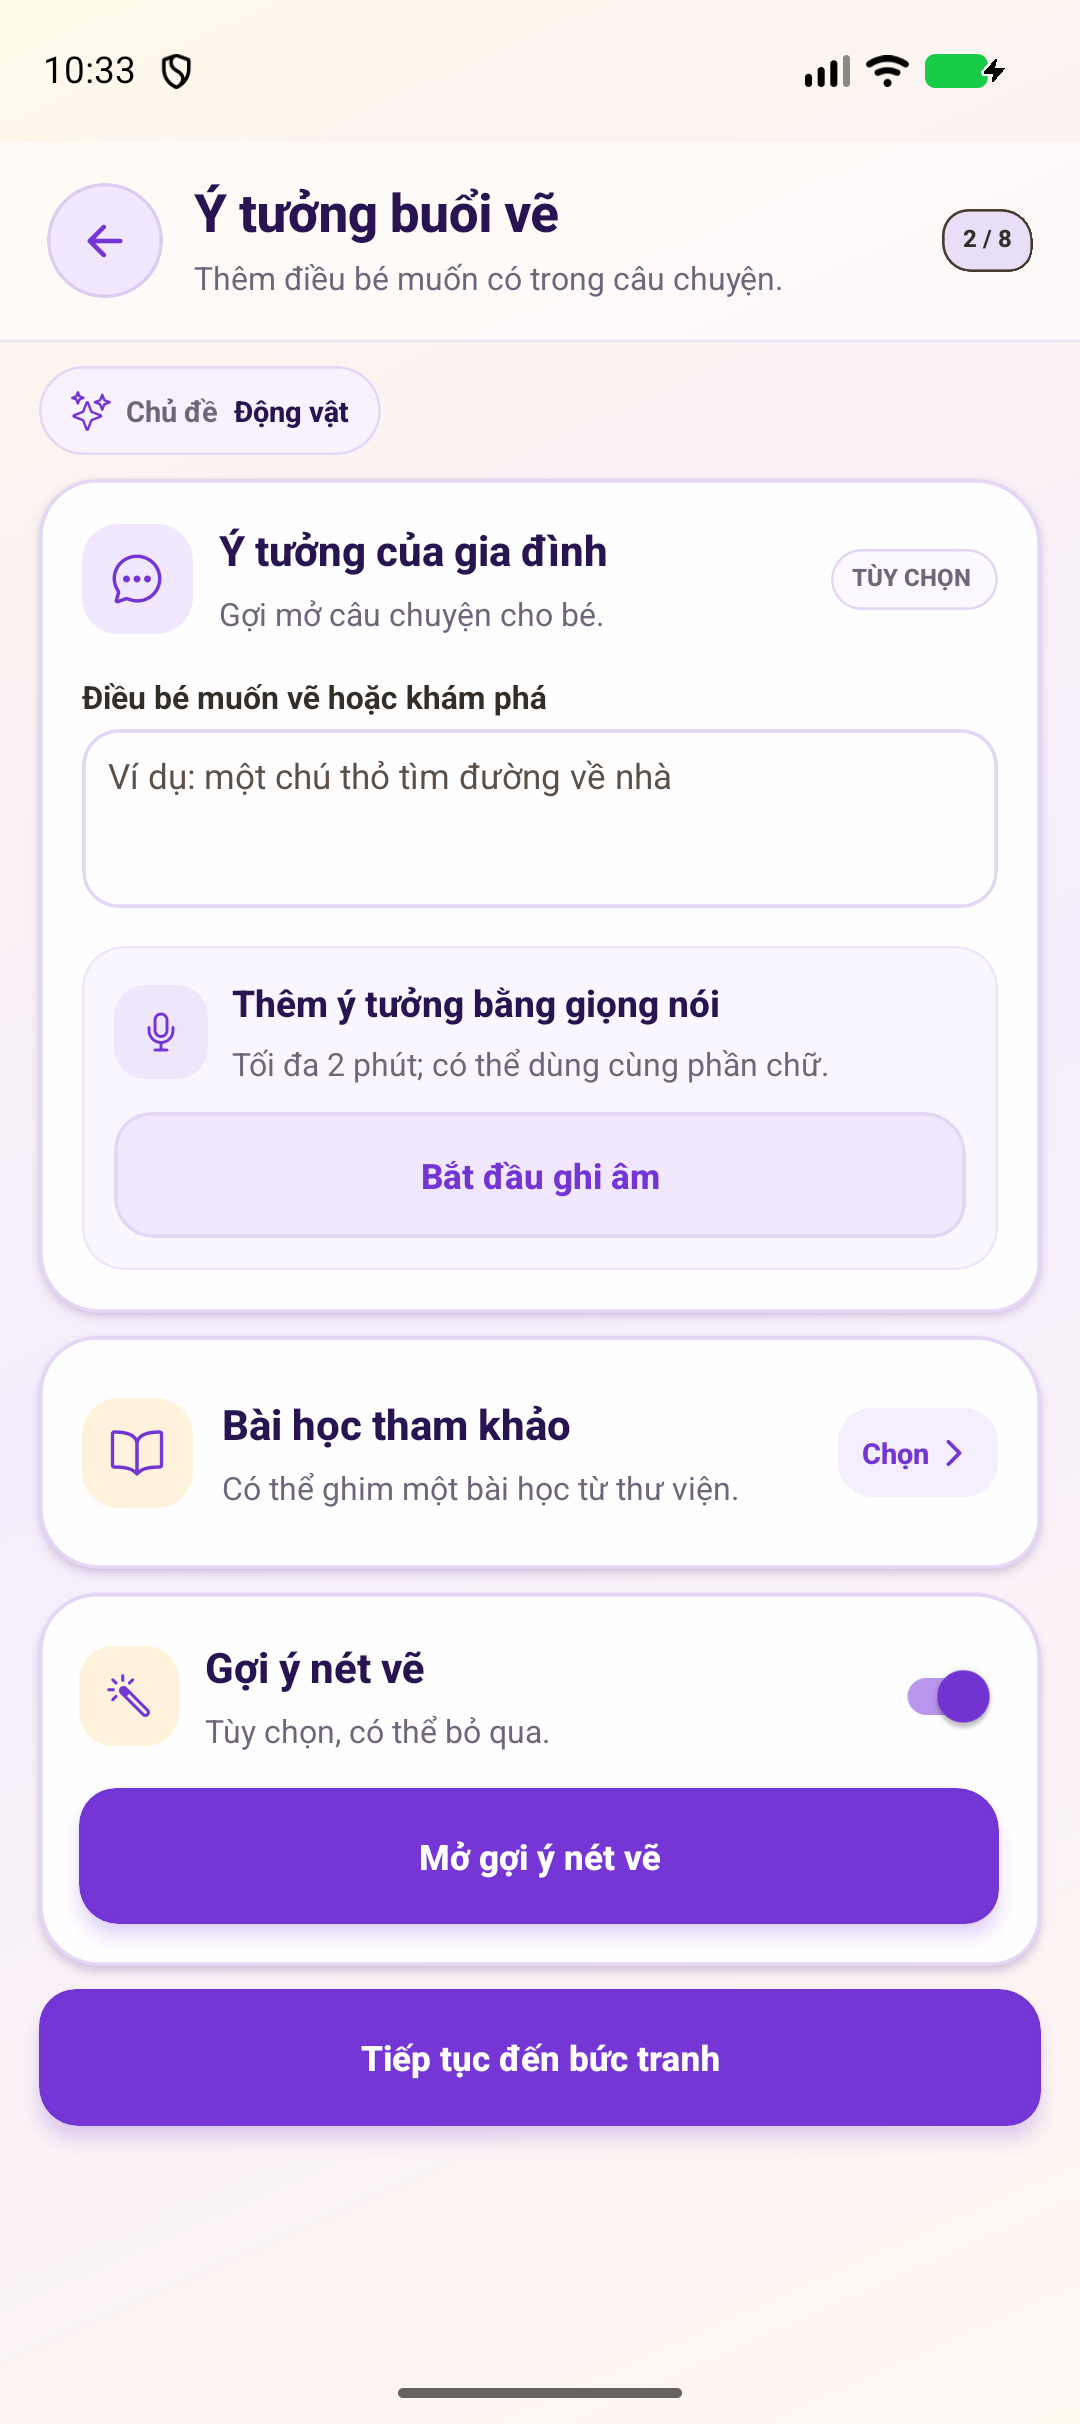 10:33
Ý tưởng buổi vẽ
Thêm điều bé muốn có trong câu chuyện.
2 / 8
Chủ đề Động vật
Ý tưởng của gia đình
Gợi mở câu chuyện cho bé.
TÙY CHỌN
Điều bé muốn vẽ hoặc khám phá
Ví dụ: một chú thỏ tìm đường về nhà
Thêm ý tưởng bằng giọng nói
Tối đa 2 phút; có thể dùng cùng phần chữ.
Bắt đầu ghi âm
Bài học tham khảo
Có thể ghim một bài học từ thư viện.
Chọn
Gợi ý nét vẽ
Tùy chọn, có thể bỏ qua.
Mở gợi ý nét vẽ
Tiếp tục đến bức tranh